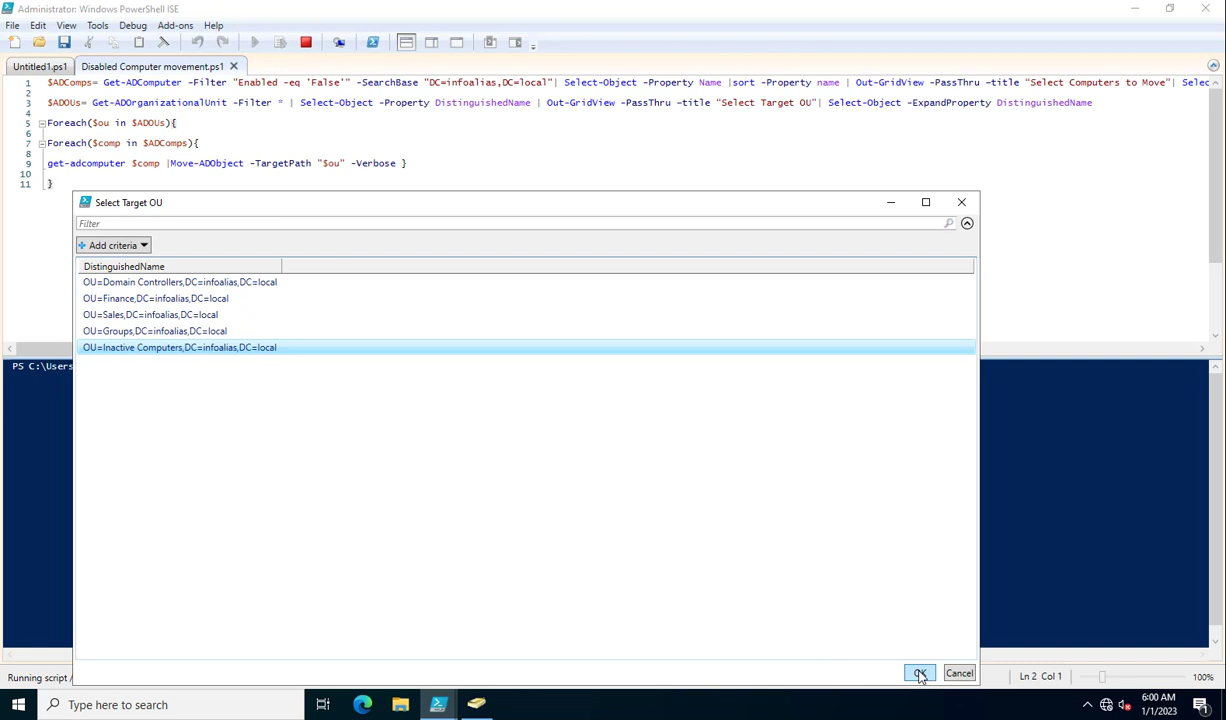 Administrator: Windows PowerShell ISE
File Edit View Tools Debug Add-ons Help
Untitled1.ps1 Disabled Computer movement.ps1
1 $ADComps= Get-ADComputer -Filter "Enabled -eq 'False'" -SearchBase "DC=infoalias,DC=local"| Select-Object -Property Name |sort -Property name | Out-GridView -PassThru -title "Select Computers to Move"| Selec
2
3 $ADOUs= Get-ADOrganizationalUnit -Filter * | Select-Object -Property DistinguishedName | Out-GridView -PassThru -title "Select Target OU"| Select-Object -ExpandProperty DistinguishedName
4
5 Foreach($ou in $ADOUs){
6
7 Foreach($comp in $ADComps){
8
9 get-adcomputer $comp |Move-ADObject -TargetPath "$ou" -Verbose }
10
11 }
Select Target OU
Filter
Add criteria
DistinguishedName
OU=Domain Controllers,DC=infoalias,DC=local
OU=Finance,DC=infoalias,DC=local
OU=Sales,DC=infoalias,DC=local
OU=Groups,DC=infoalias,DC=local
OU=Inactive Computers,DC=infoalias,DC=local
PS C:\Users
OK Cancel
Running script / Ln 2 Col 1 100%
Type here to search 6:00 AM
1/1/2023 1